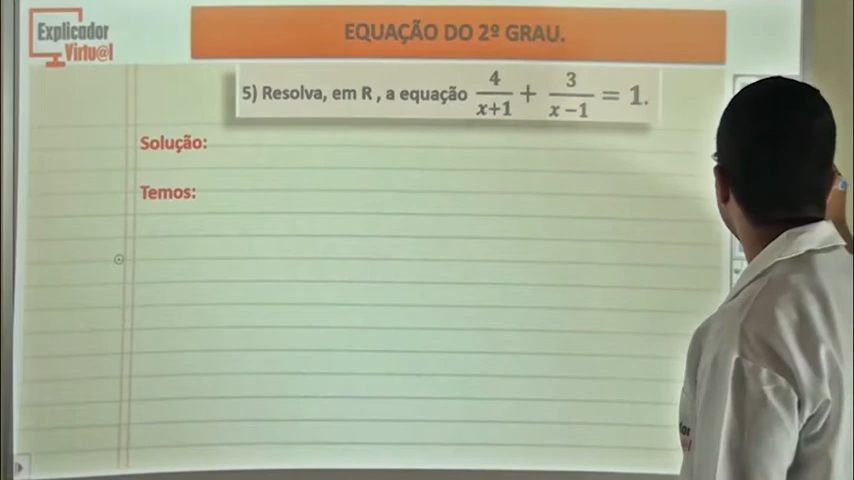 Explicador
Virtu@l
EQUAÇÃO DO 2º GRAU.
5) Resolva, em R , a equação 4/(x+1) + 3/(x−1) = 1.
Solução:
Temos: